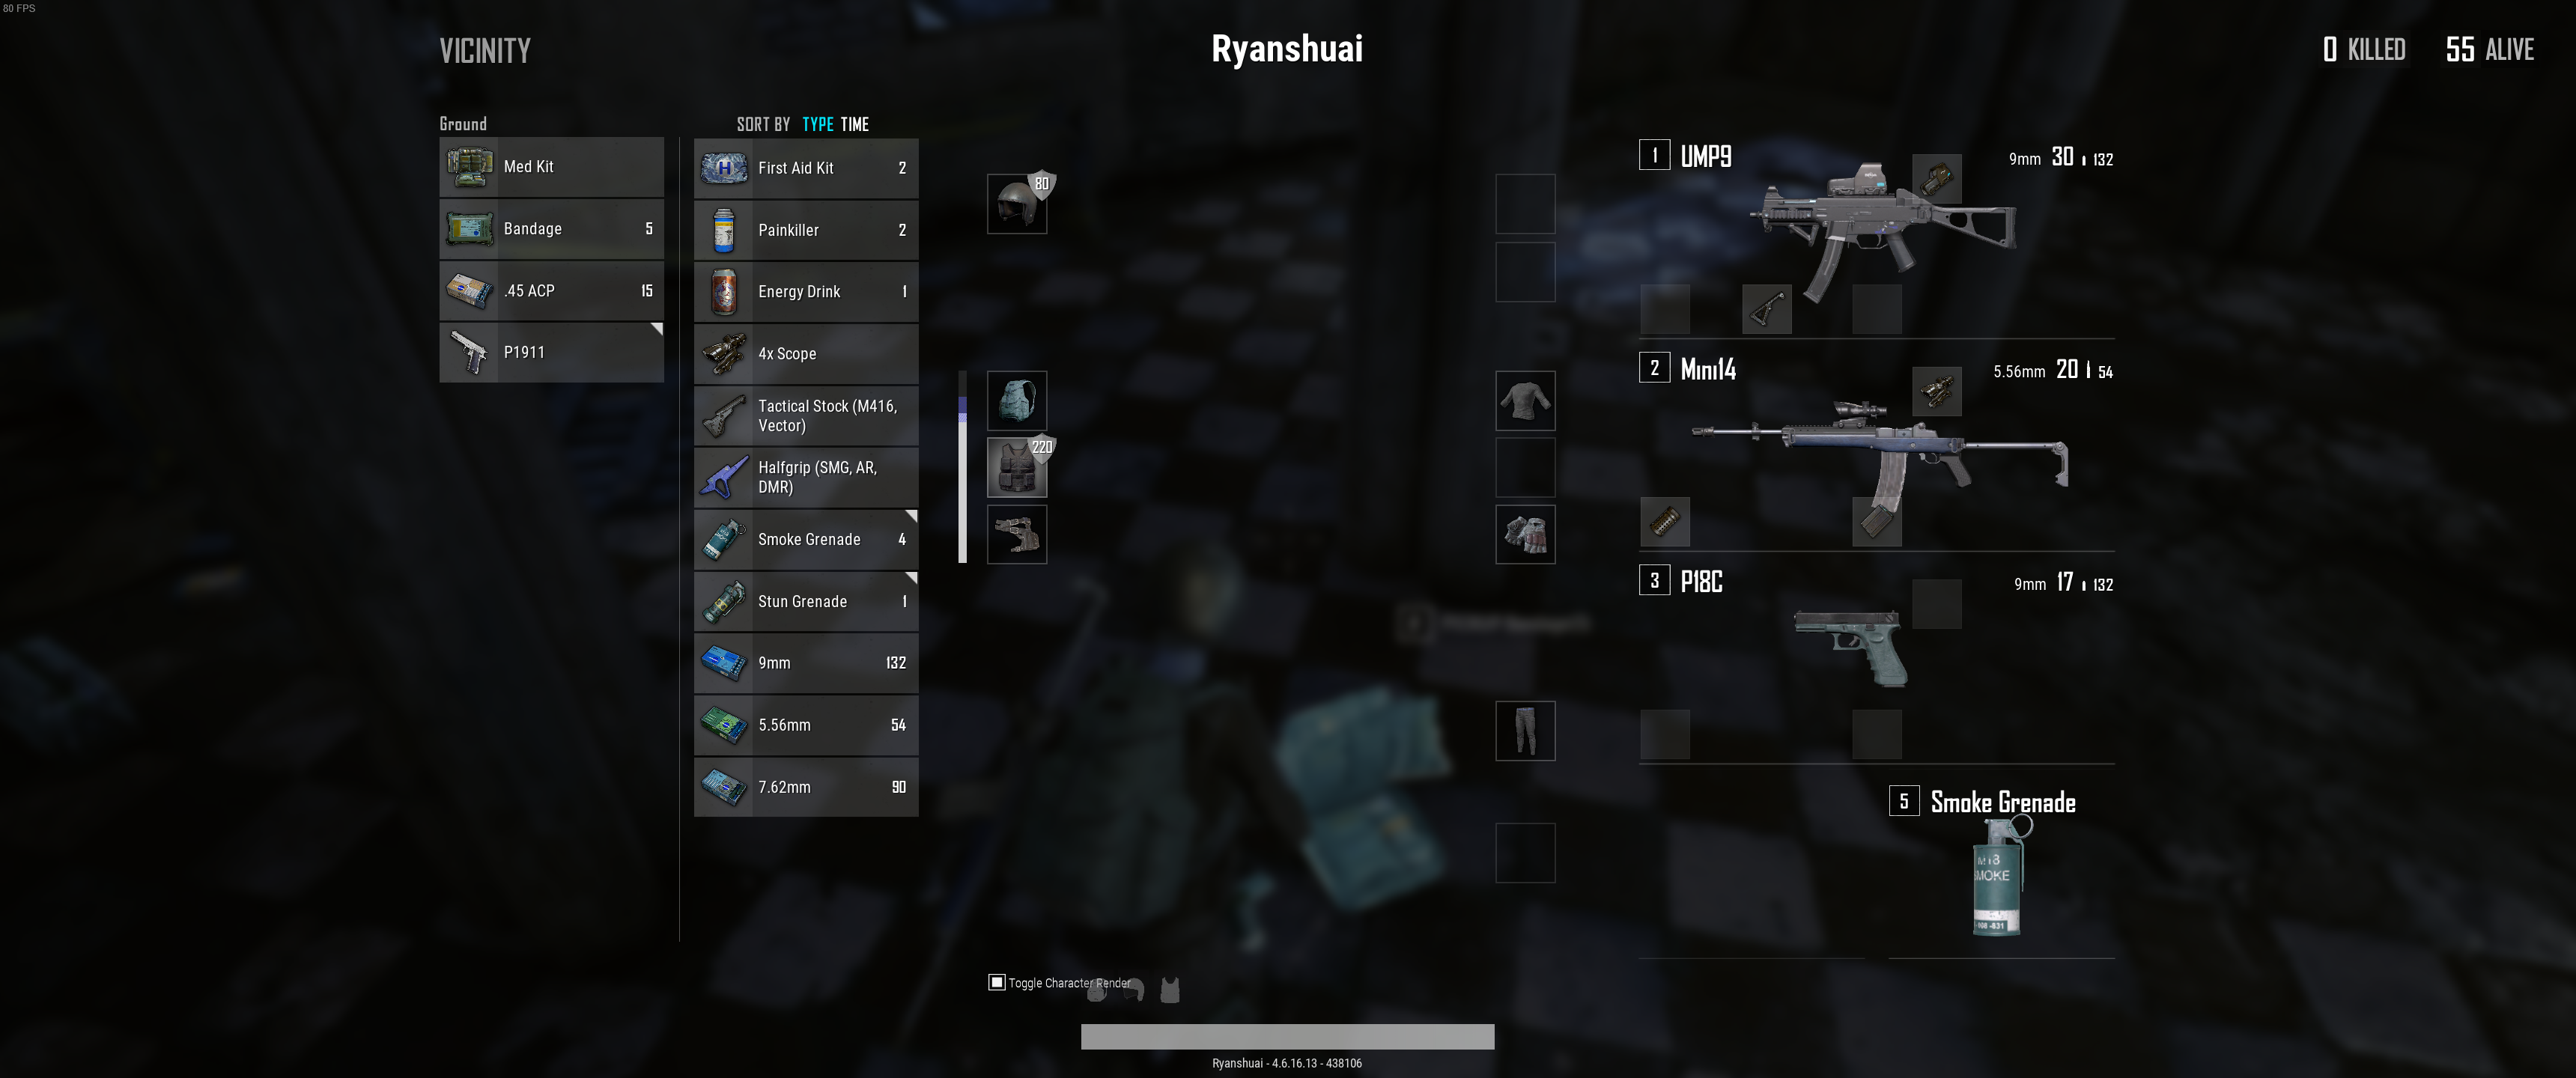 80 FPS
VICINITY
Ryanshuai
0 KILLED 55 ALIVE
Ground
SORT BY TYPE TIME
Med Kit
Bandage 5
.45 ACP 15
P1911
First Aid Kit 2
Painkiller 2
Energy Drink 1
4x Scope
Tactical Stock (M416,
Vector)
Halfgrip (SMG, AR,
DMR)
Smoke Grenade 4
Stun Grenade 1
9mm 132
5.56mm 54
7.62mm 90
80
220
1 UMP9 9mm 30 132
2 Mini14 5.56mm 20 54
3 P18C 9mm 17 132
5 Smoke Grenade
M18
SMOKE
Toggle Character Render
Ryanshuai - 4.6.16.13 - 438106